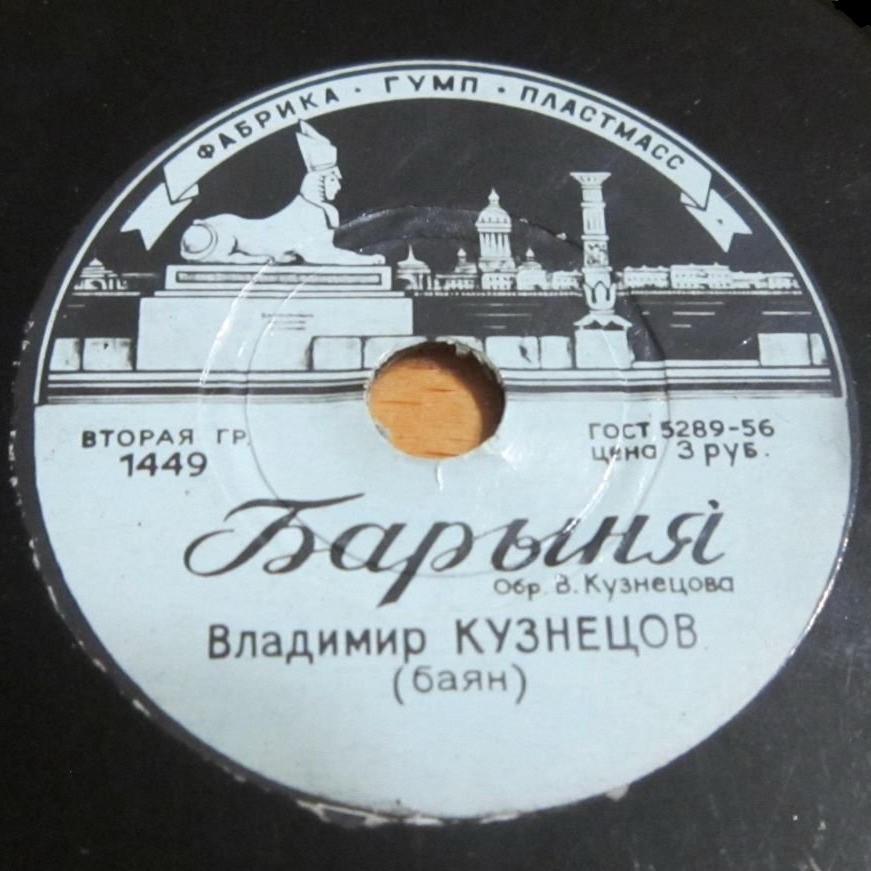 ФАБРИКА · ГУМП · ПЛАСТМАСС
ВТОРАЯ ГР.
1449
ГОСТ 5289-56
цена 3 руб.
Барыня
Обр. В. Кузнецова
Владимир КУЗНЕЦОВ
(баян)